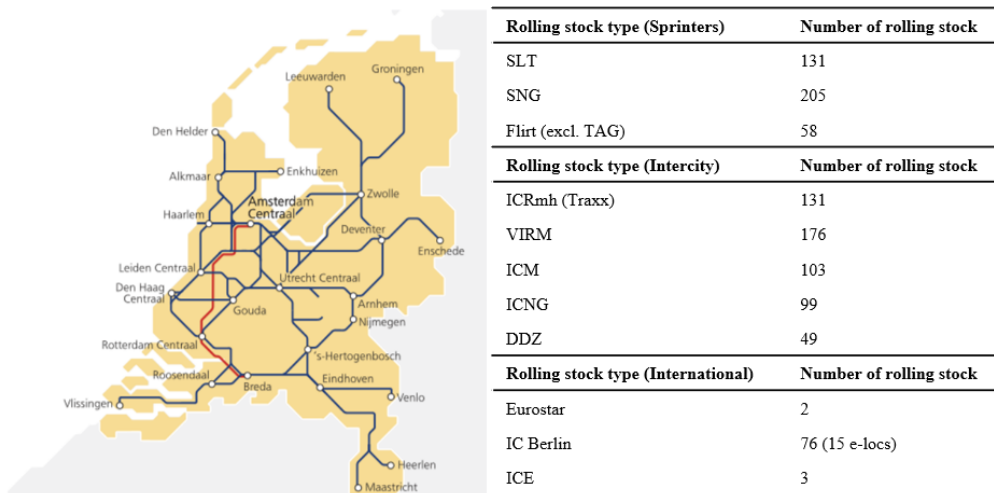 Groningen
Leeuwarden
Den Helder
Enkhuizen
Alkmaar
Zwolle
Amsterdam
Centraal
Haarlem
Deventer
Enschede
Leiden Centraal
Utrecht Centraal
Den Haag
Centraal
Gouda
Arnhem
Nijmegen
Rotterdam Centraal
's-Hertogenbosch
Roosendaal
Breda
Eindhoven
Vlissingen
Venlo
Heerlen
Maastricht
Rolling stock type (Sprinters) Number of rolling stock
SLT 131
SNG 205
Flirt (excl. TAG) 58
Rolling stock type (Intercity) Number of rolling stock
ICRmh (Traxx) 131
VIRM 176
ICM 103
ICNG 99
DDZ 49
Rolling stock type (International) Number of rolling stock
Eurostar 2
IC Berlin 76 (15 e-locs)
ICE 3